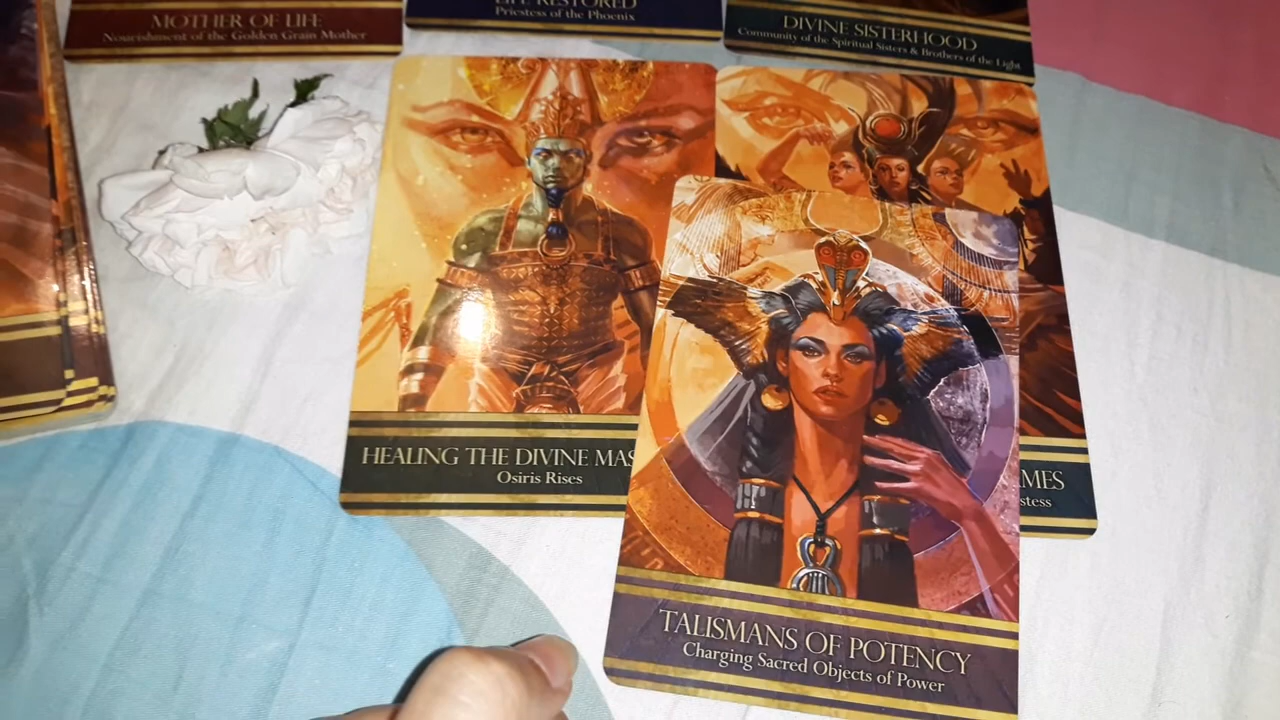 MOTHER OF LIFE
Nourishment of the Golden Grain Mother
LIFE RESTORED
Priestess of the Phoenix
DIVINE SISTERHOOD
Community of the Spiritual Sisters & Brothers of the Light
HEALING THE DIVINE MAS
Osiris Rises
MES
stess
TALISMANS OF POTENCY
Charging Sacred Objects of Power